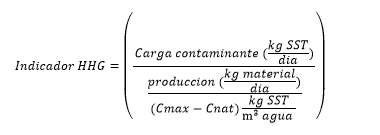 Indicador HHG = ( Carga contaminante (kg SST/dia) / produccion (kg material/dia) / (Cmax − Cnat) kg SST/m³ agua )